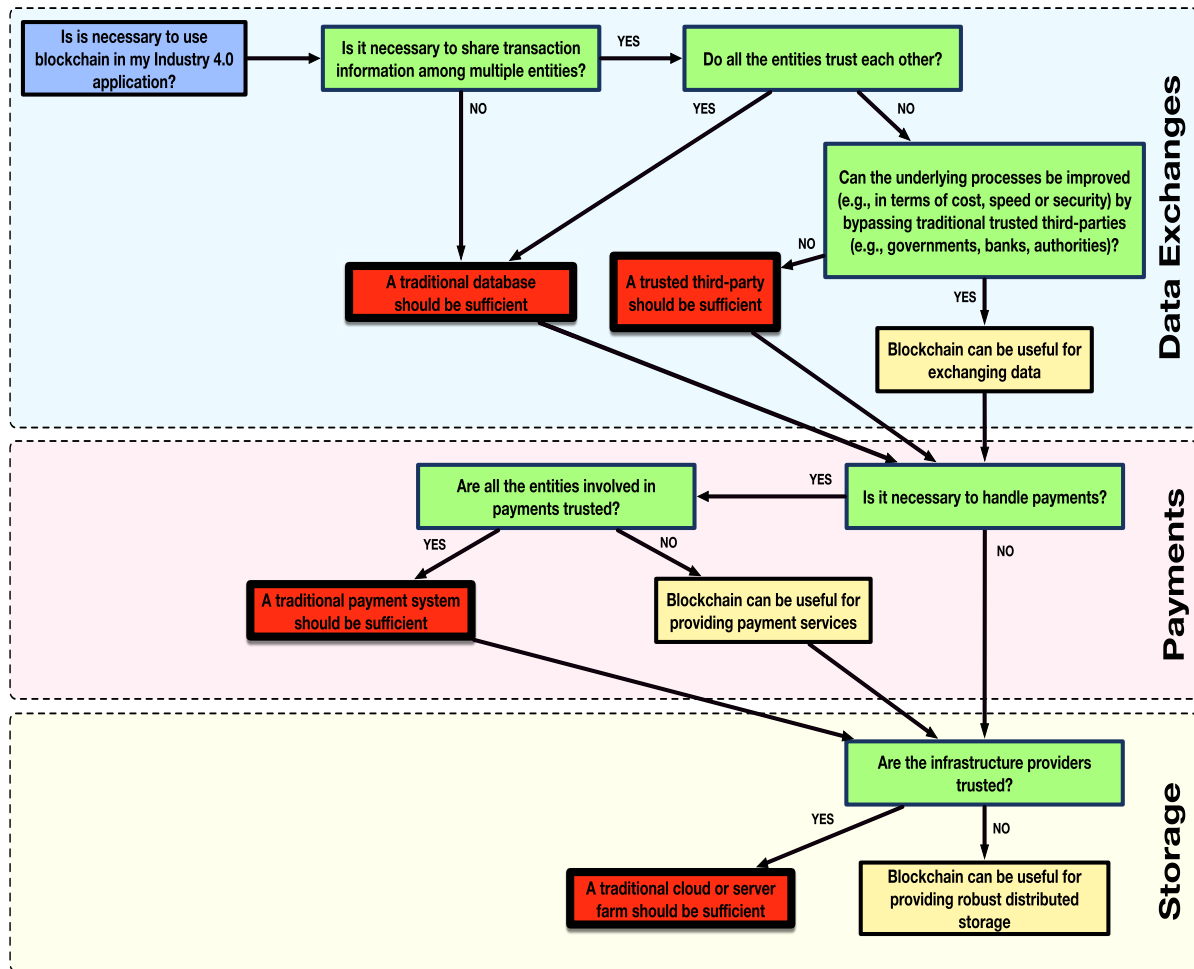 Is is necessary to use
blockchain in my Industry 4.0
application?
Is it necessary to share transaction
information among multiple entities?
YES
Do all the entities trust each other?
NO
YES
NO
Can the underlying processes be improved
(e.g., in terms of cost, speed or security) by
bypassing traditional trusted third-parties
(e.g., governments, banks, authorities)?
NO
A traditional database
should be sufficient
A trusted third-party
should be sufficient
YES
Blockchain can be useful for
exchanging data
Data Exchanges
Is it necessary to handle payments?
YES
Are all the entities involved in
payments trusted?
YES
NO
NO
A traditional payment system
should be sufficient
Blockchain can be useful for
providing payment services
Payments
Are the infrastructure providers
trusted?
YES
NO
A traditional cloud or server
farm should be sufficient
Blockchain can be useful for
providing robust distributed
storage
Storage